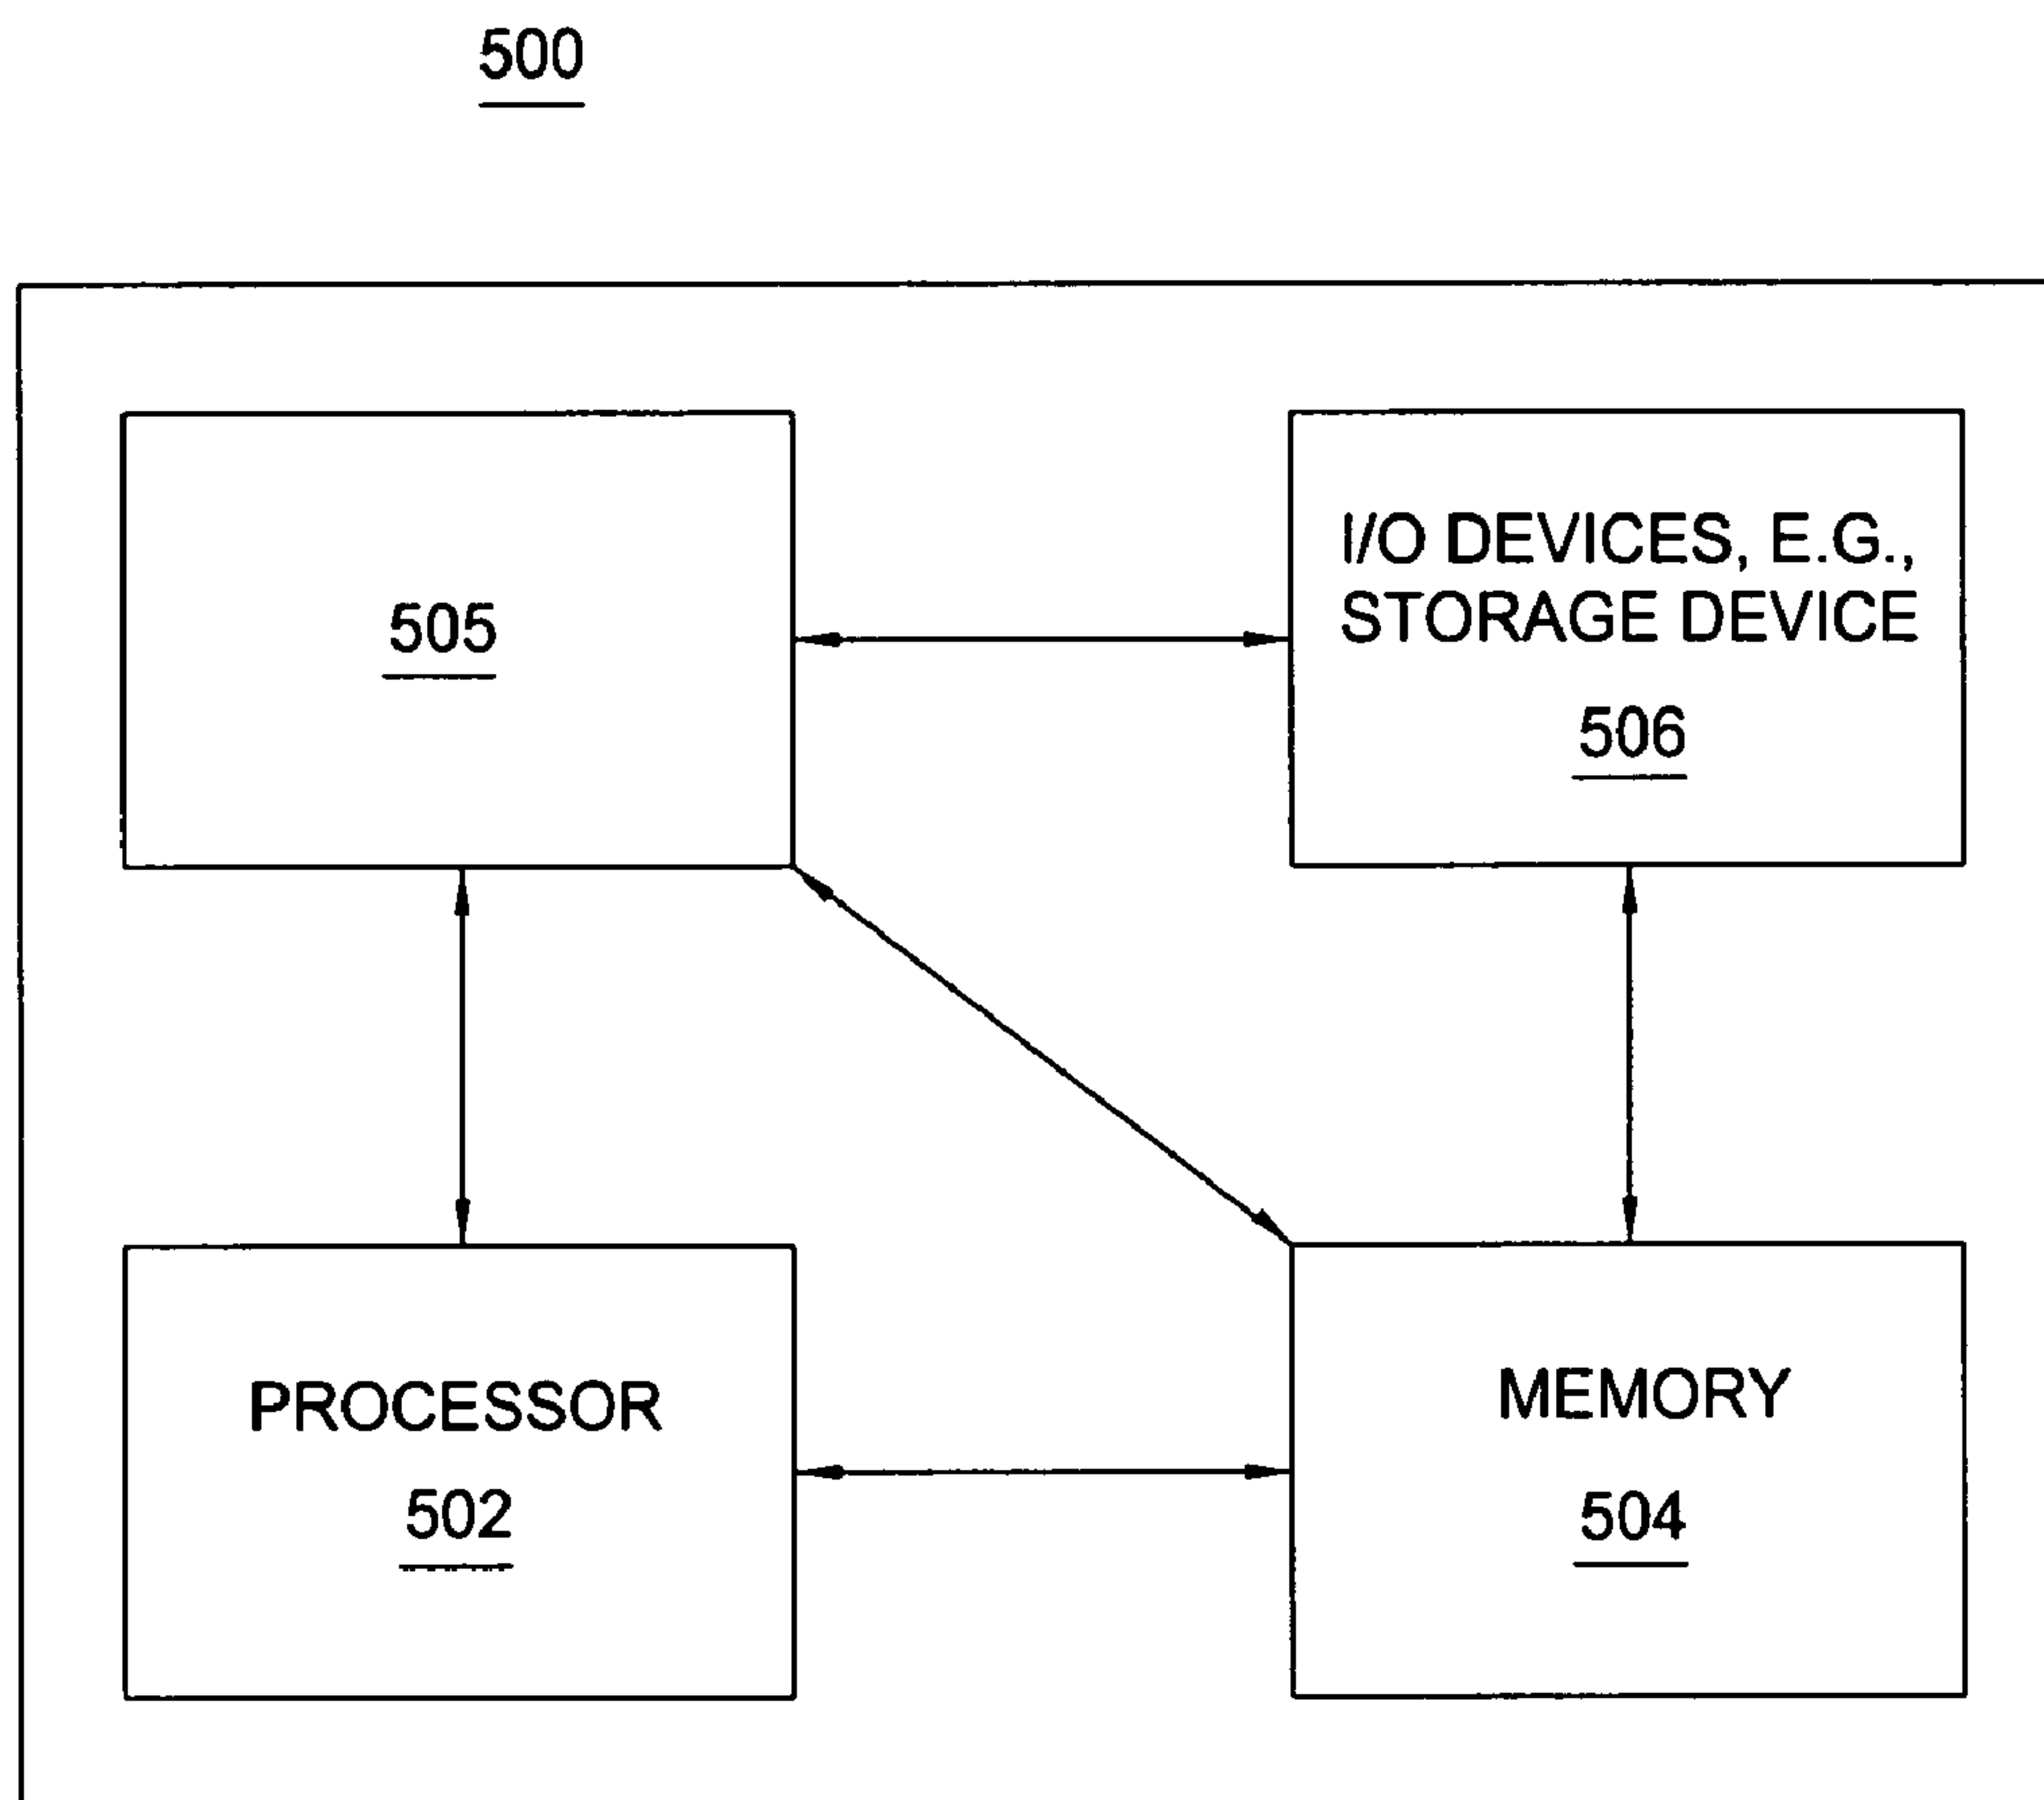 500
505
I/O DEVICES, E.G.,
STORAGE DEVICE
506
PROCESSOR
502
MEMORY
504